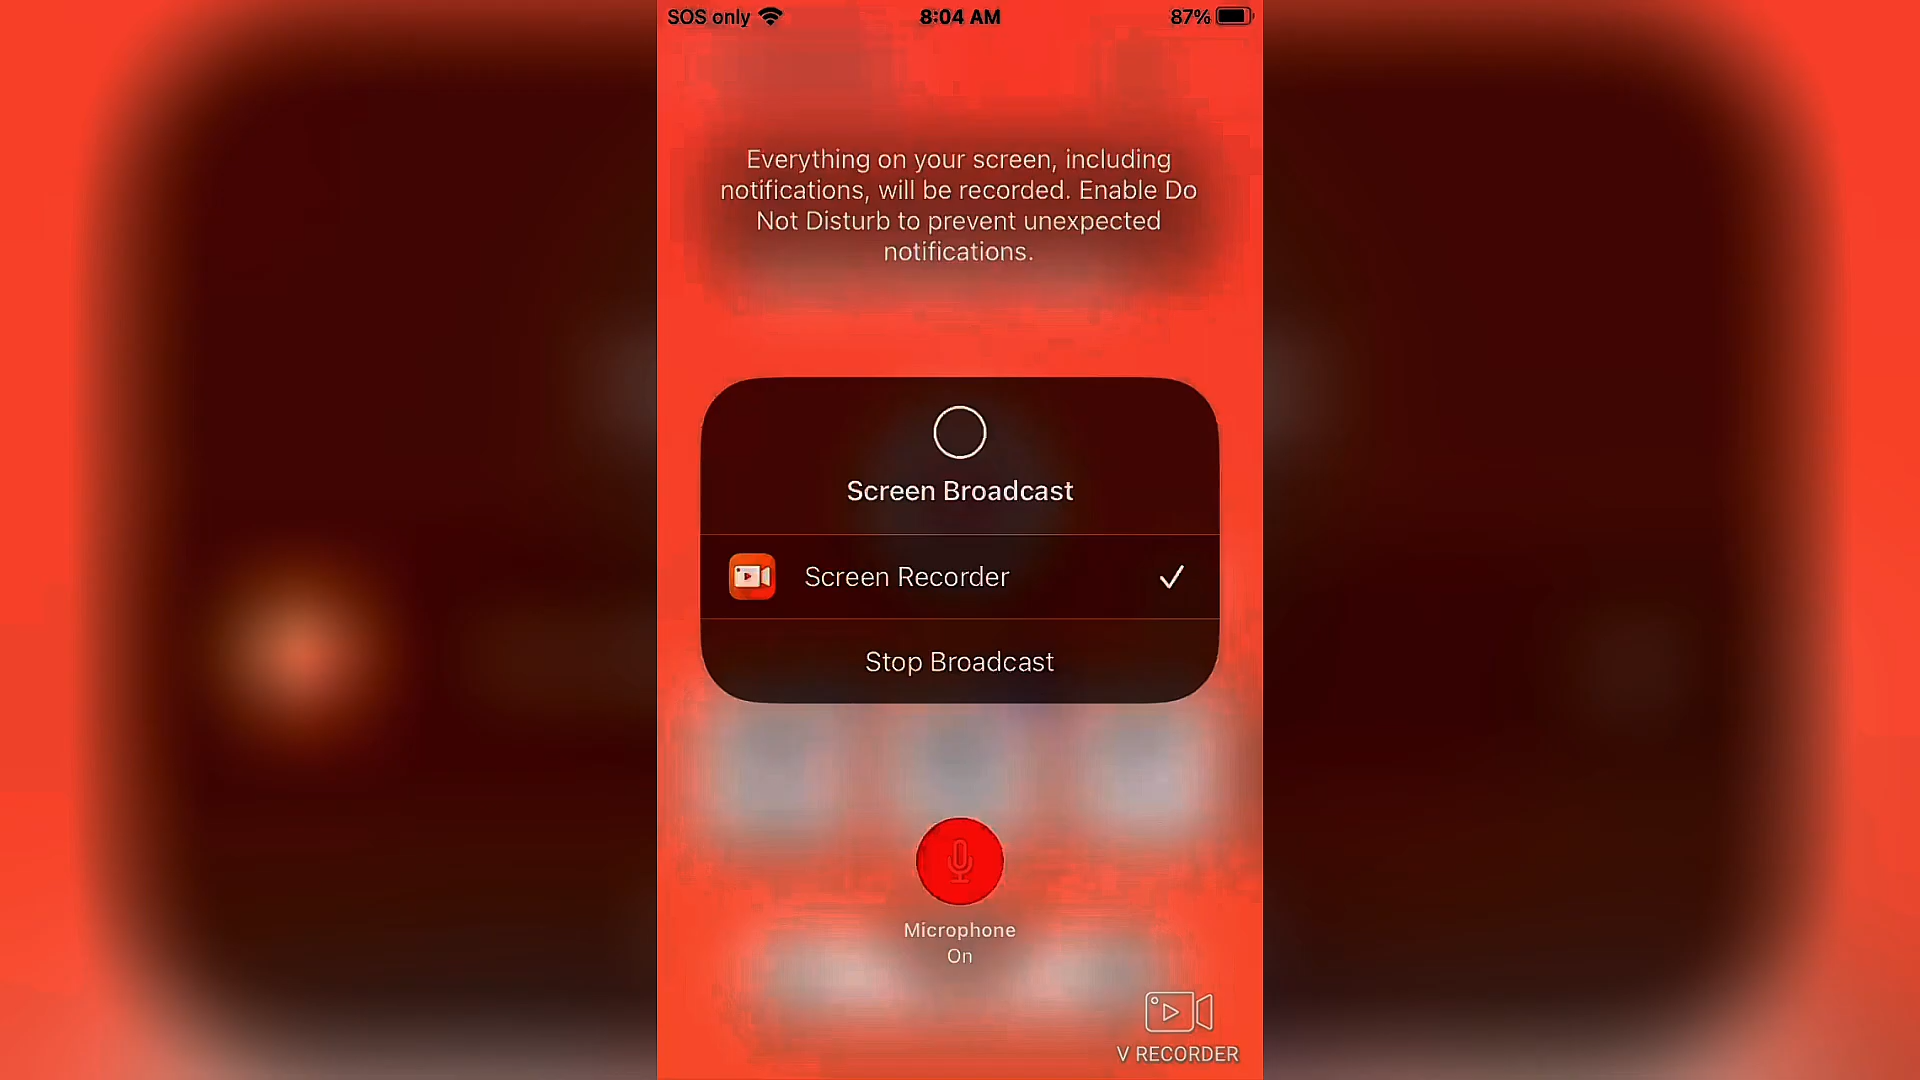 SOS only 8:04 AM 87%
Everything on your screen, including
notifications, will be recorded. Enable Do
Not Disturb to prevent unexpected
notifications.
Screen Broadcast
Screen Recorder
Stop Broadcast
Microphone
On
V RECORDER